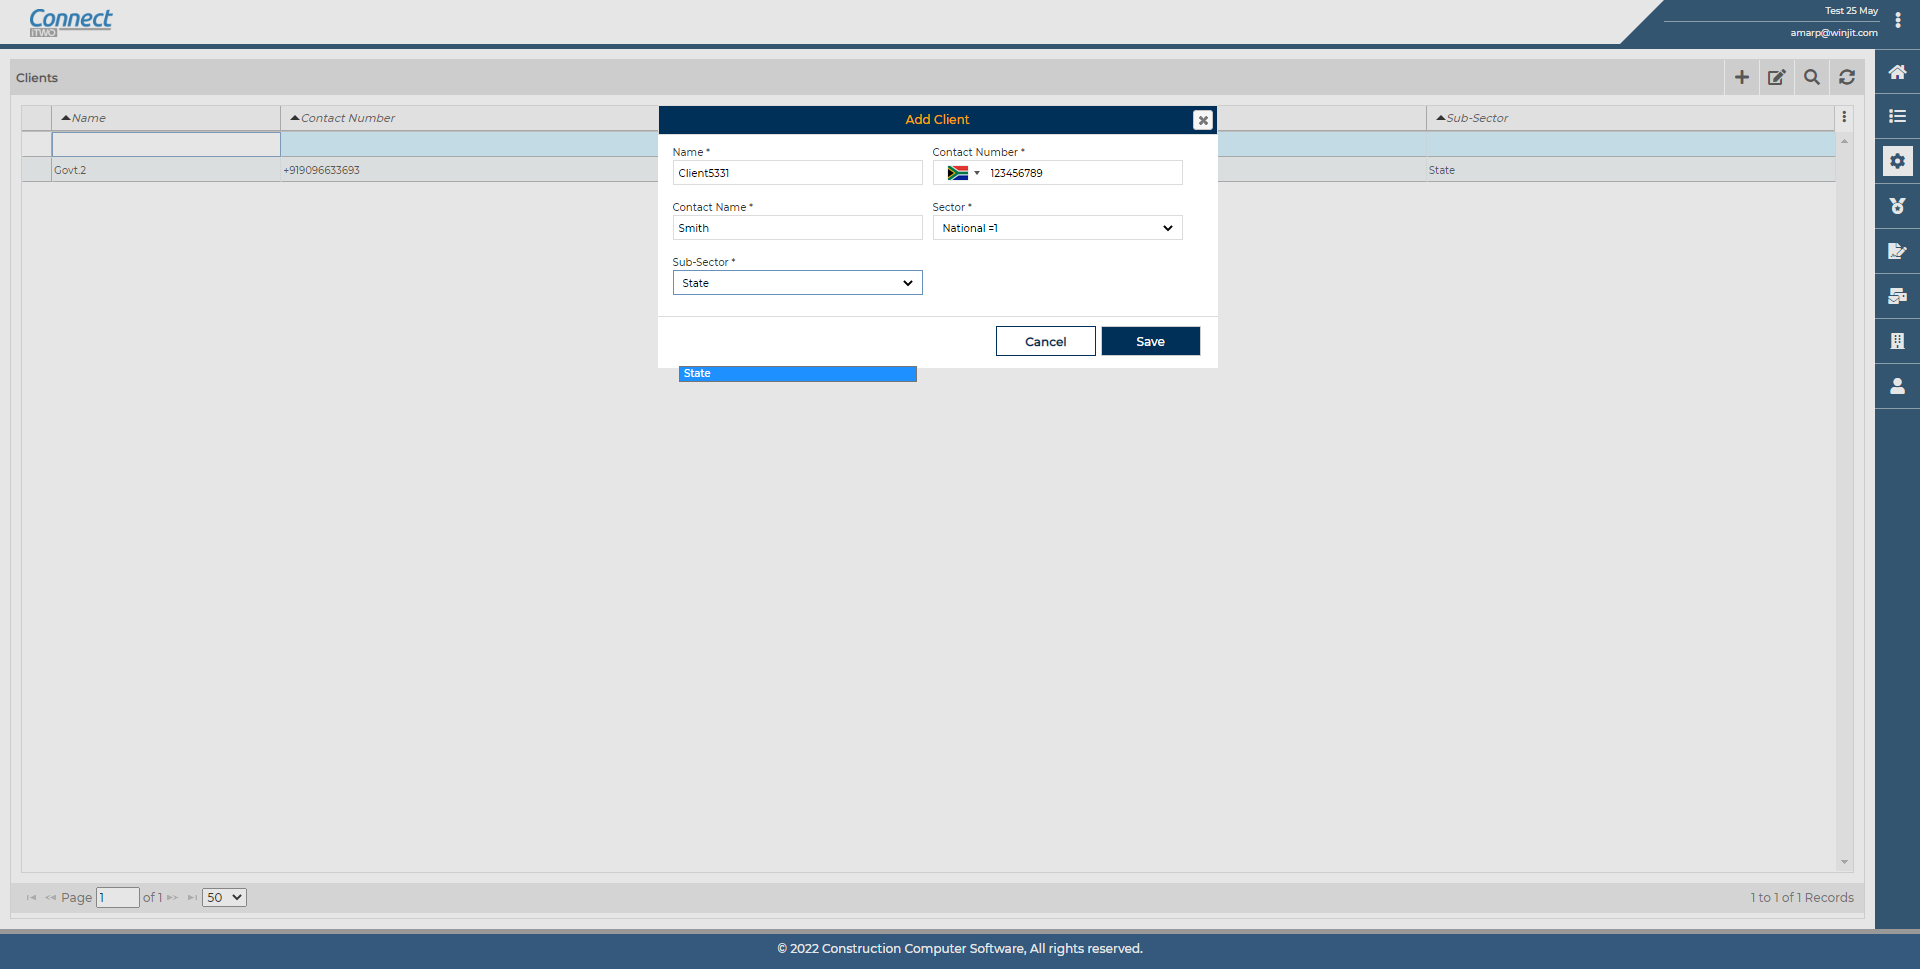 Connect
iTWO
Test 25 May
amarp@winjit.com
Clients
Name
Contact Number
Sub-Sector
Govt.2
+919096633693
State
Add Client
Name *
Contact Number *
Client5331
123456789
Contact Name *
Sector *
Smith
National =1
Sub-Sector *
State
Cancel
Save
State
Page 1 of 1 50
1 to 1 of 1 Records
© 2022 Construction Computer Software, All rights reserved.